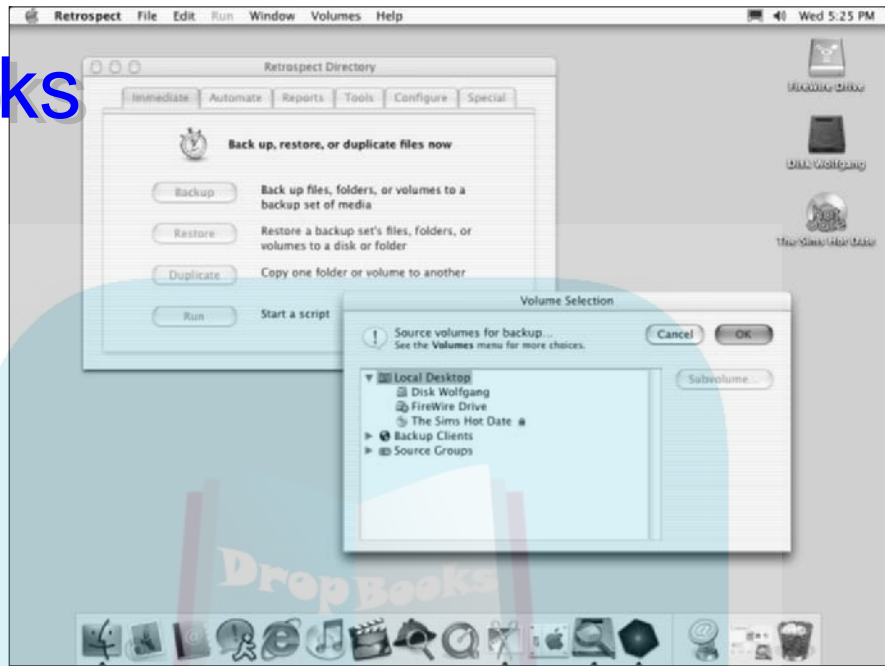 Retrospect File Edit Run Window Volumes Help Wed 5:25 PM
ks
Retrospect Directory
Immediate Automate Reports Tools Configure Special
Back up, restore, or duplicate files now
Backup
Back up files, folders, or volumes to a
backup set of media
Restore
Restore a backup set's files, folders, or
volumes to a disk or folder
Duplicate
Copy one folder or volume to another
Run
Start a script
FireWire Drive
Disk Wolfgang
The Sims Hot Date
Volume Selection
Source volumes for backup...
See the Volumes menu for more choices.
Cancel
OK
Subvolume...
Local Desktop
Disk Wolfgang
FireWire Drive
The Sims Hot Date
Backup Clients
Source Groups
DropBooks